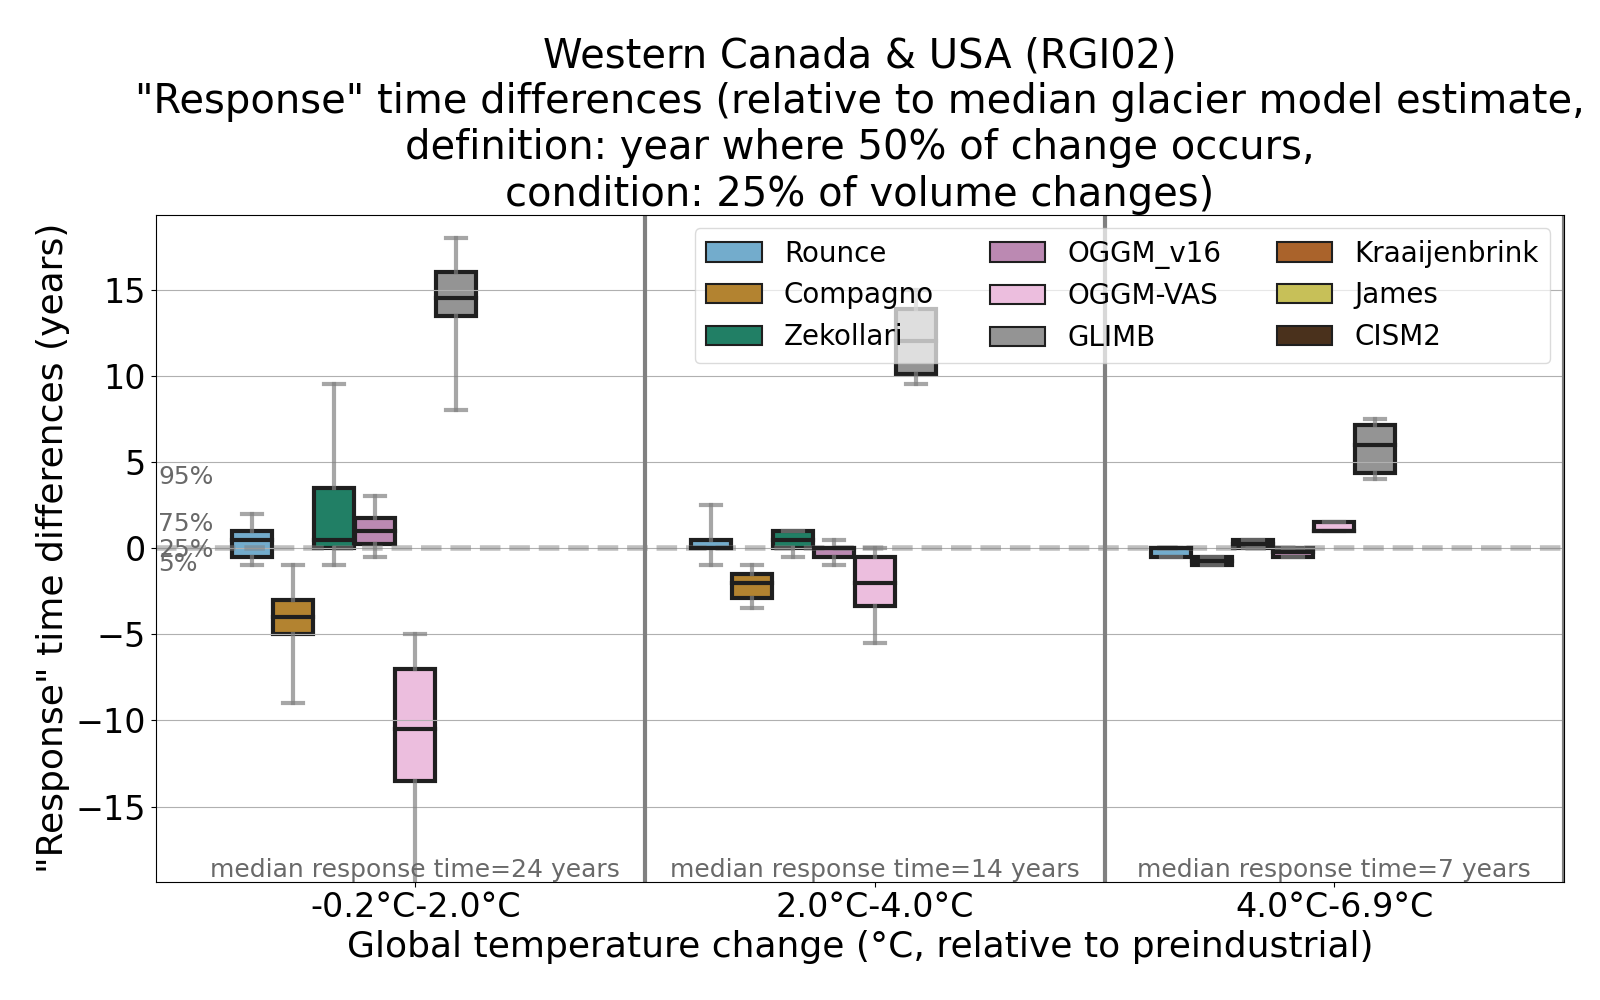 Western Canada & USA (RGI02)
"Response" time differences (relative to median glacier model estimate,
definition: year where 50% of change occurs,
condition: 25% of volume changes)
"Response" time differences (years)
15
10
5
0
−5
−10
−15
95%
75%
25%
5%
Rounce
Compagno
Zekollari
OGGM_v16
OGGM-VAS
GLIMB
Kraaijenbrink
James
CISM2
median response time=24 years
median response time=14 years
median response time=7 years
-0.2°C-2.0°C
2.0°C-4.0°C
4.0°C-6.9°C
Global temperature change (°C, relative to preindustrial)